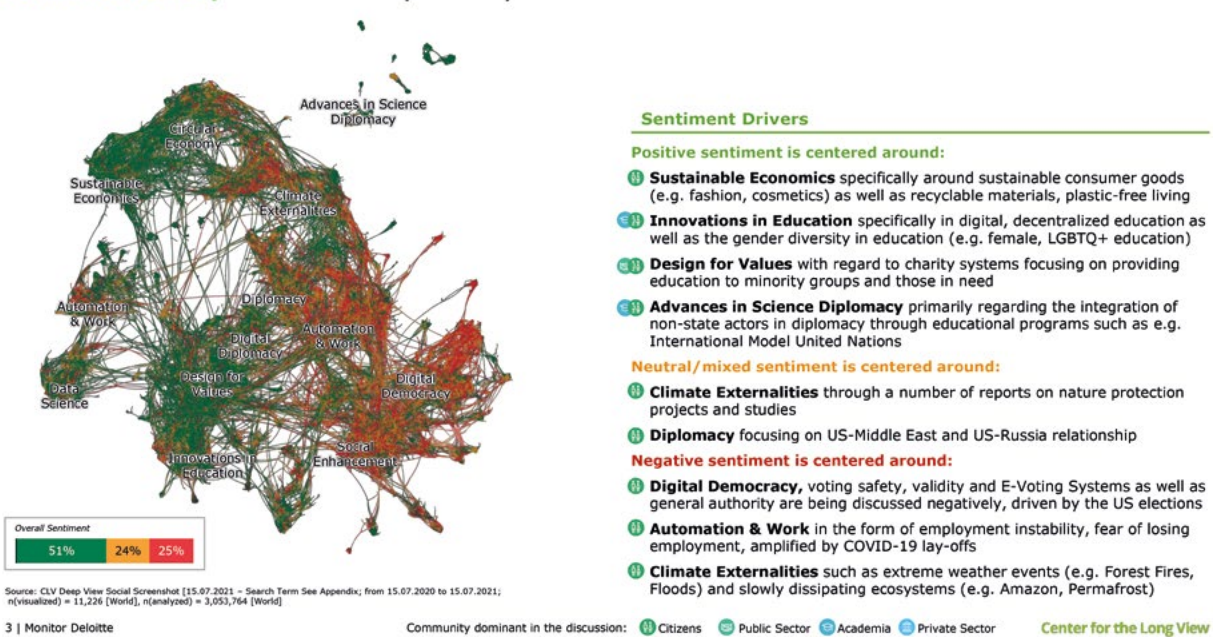 Advances in Science
Diplomacy
Circular
Economy
Sustainable
Economics
Climate
Externalities
Diplomacy
Automation
& Work
Automation
& Work
Digital
Diplomacy
Design for
Values
Data
Science
Digital
Democracy
Social
Enhancement
Innovations in
Education
Overall Sentiment
51% 24% 25%
Source: CLV Deep View Social Screenshot [15.07.2021 – Search Term See Appendix; from 15.07.2020 to 15.07.2021;
n(visualized) = 11,226 [World], n(analyzed) = 3,053,764 [World]
Sentiment Drivers
Positive sentiment is centered around:
Sustainable Economics specifically around sustainable consumer goods
(e.g. fashion, cosmetics) as well as recyclable materials, plastic-free living
Innovations in Education specifically in digital, decentralized education as
well as the gender diversity in education (e.g. female, LGBTQ+ education)
Design for Values with regard to charity systems focusing on providing
education to minority groups and those in need
Advances in Science Diplomacy primarily regarding the integration of
non-state actors in diplomacy through educational programs such as e.g.
International Model United Nations
Neutral/mixed sentiment is centered around:
Climate Externalities through a number of reports on nature protection
projects and studies
Diplomacy focusing on US-Middle East and US-Russia relationship
Negative sentiment is centered around:
Digital Democracy, voting safety, validity and E-Voting Systems as well as
general authority are being discussed negatively, driven by the US elections
Automation & Work in the form of employment instability, fear of losing
employment, amplified by COVID-19 lay-offs
Climate Externalities such as extreme weather events (e.g. Forest Fires,
Floods) and slowly dissipating ecosystems (e.g. Amazon, Permafrost)
3 | Monitor Deloitte
Community dominant in the discussion: Citizens Public Sector Academia Private Sector
Center for the Long View